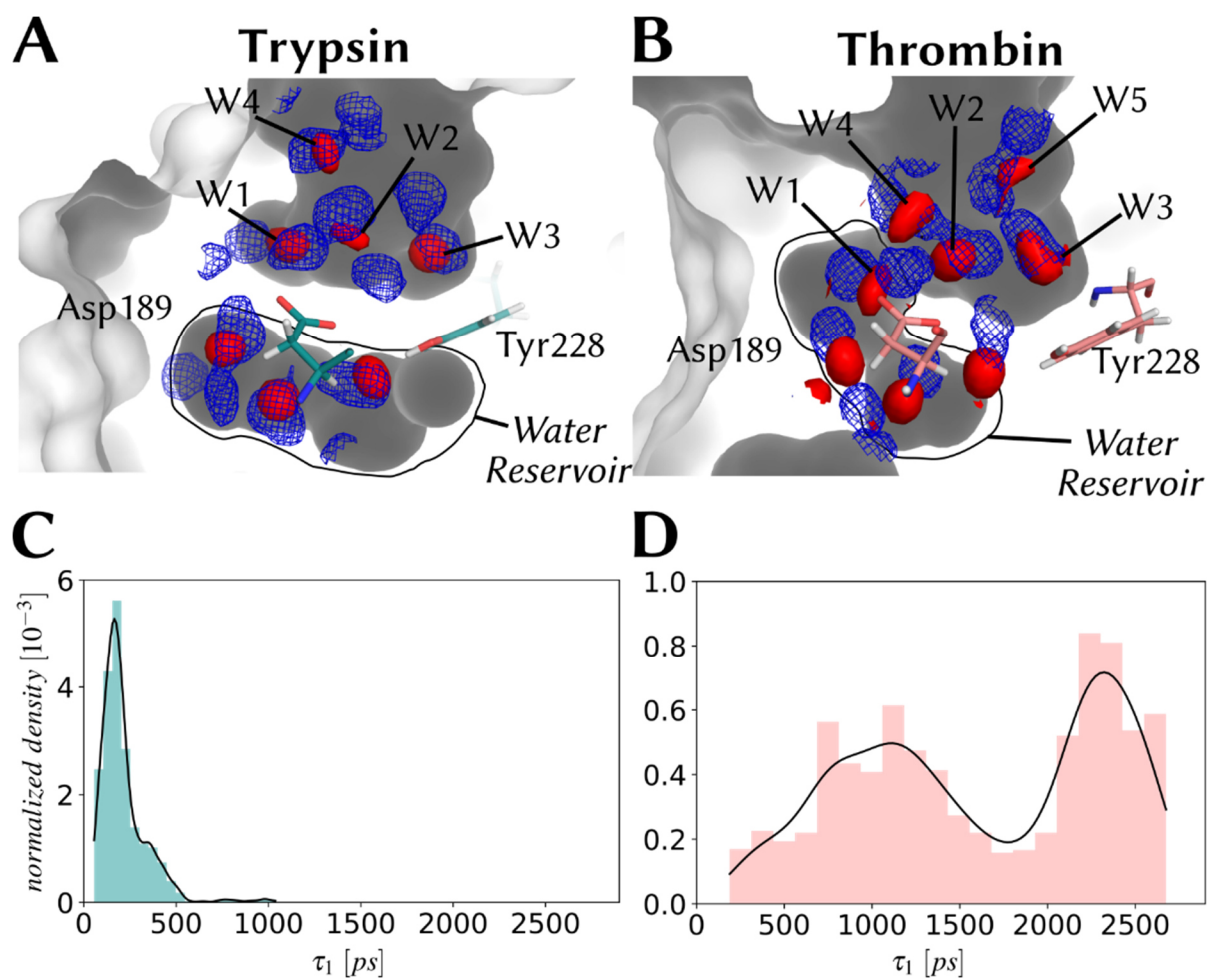 A
Trypsin
W4
W2
W1
W3
Asp189
Tyr228
Water
Reservoir
B
Thrombin
W5
W2
W4
W1
W3
Asp189
Tyr228
Water
Reservoir
C
normalized density [10⁻³]
6
4
2
0
0 500 1000 1500 2000 2500
τ₁ [ps]
D
1.0
0.8
0.6
0.4
0.2
0.0
0 500 1000 1500 2000 2500
τ₁ [ps]